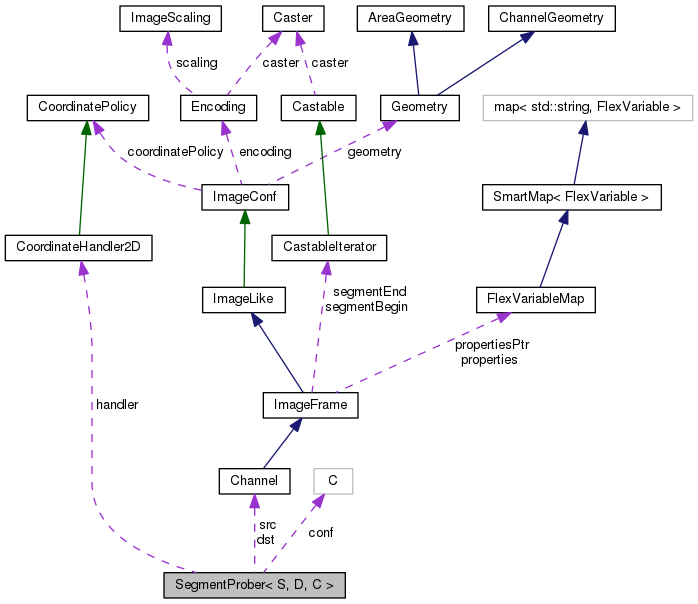 ImageScaling
Caster
AreaGeometry
ChannelGeometry
scaling
caster
caster
CoordinatePolicy
Encoding
Castable
Geometry
map< std::string, FlexVariable >
coordinatePolicy
encoding
geometry
ImageConf
SmartMap< FlexVariable >
CoordinateHandler2D
CastableIterator
ImageLike
segmentEnd
segmentBegin
FlexVariableMap
propertiesPtr
properties
handler
ImageFrame
Channel
C
src
dst
conf
SegmentProber< S, D, C >